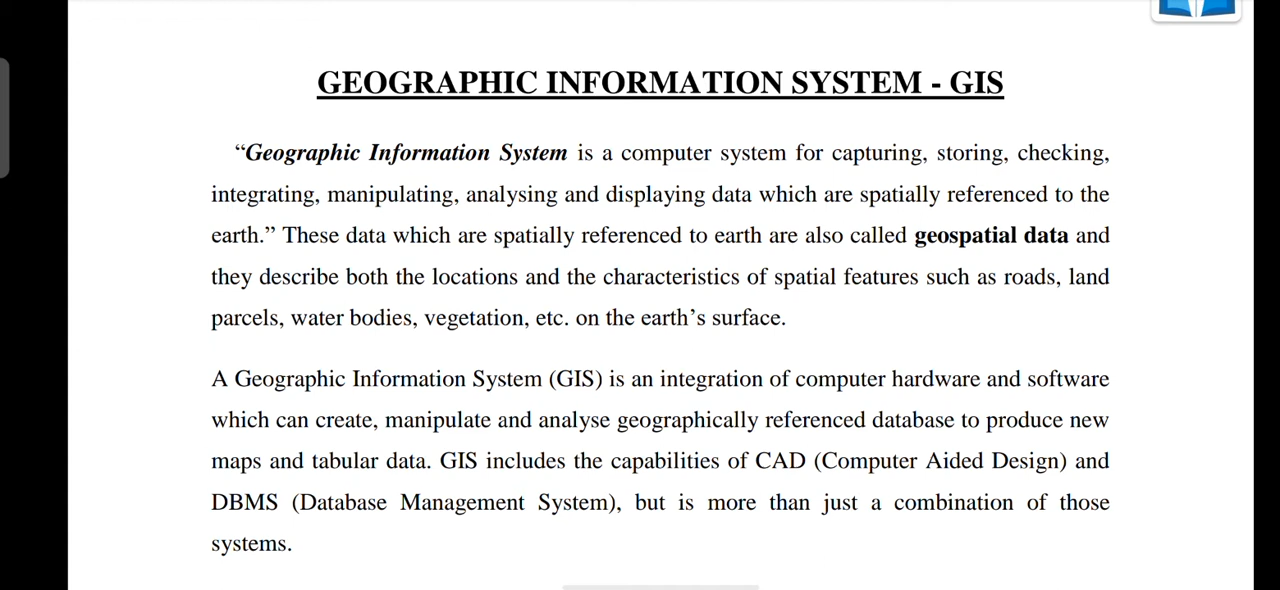 GEOGRAPHIC INFORMATION SYSTEM - GIS
“Geographic Information System is a computer system for capturing, storing, checking,
integrating, manipulating, analysing and displaying data which are spatially referenced to the
earth.” These data which are spatially referenced to earth are also called geospatial data and
they describe both the locations and the characteristics of spatial features such as roads, land
parcels, water bodies, vegetation, etc. on the earth’s surface.
A Geographic Information System (GIS) is an integration of computer hardware and software
which can create, manipulate and analyse geographically referenced database to produce new
maps and tabular data. GIS includes the capabilities of CAD (Computer Aided Design) and
DBMS (Database Management System), but is more than just a combination of those
systems.